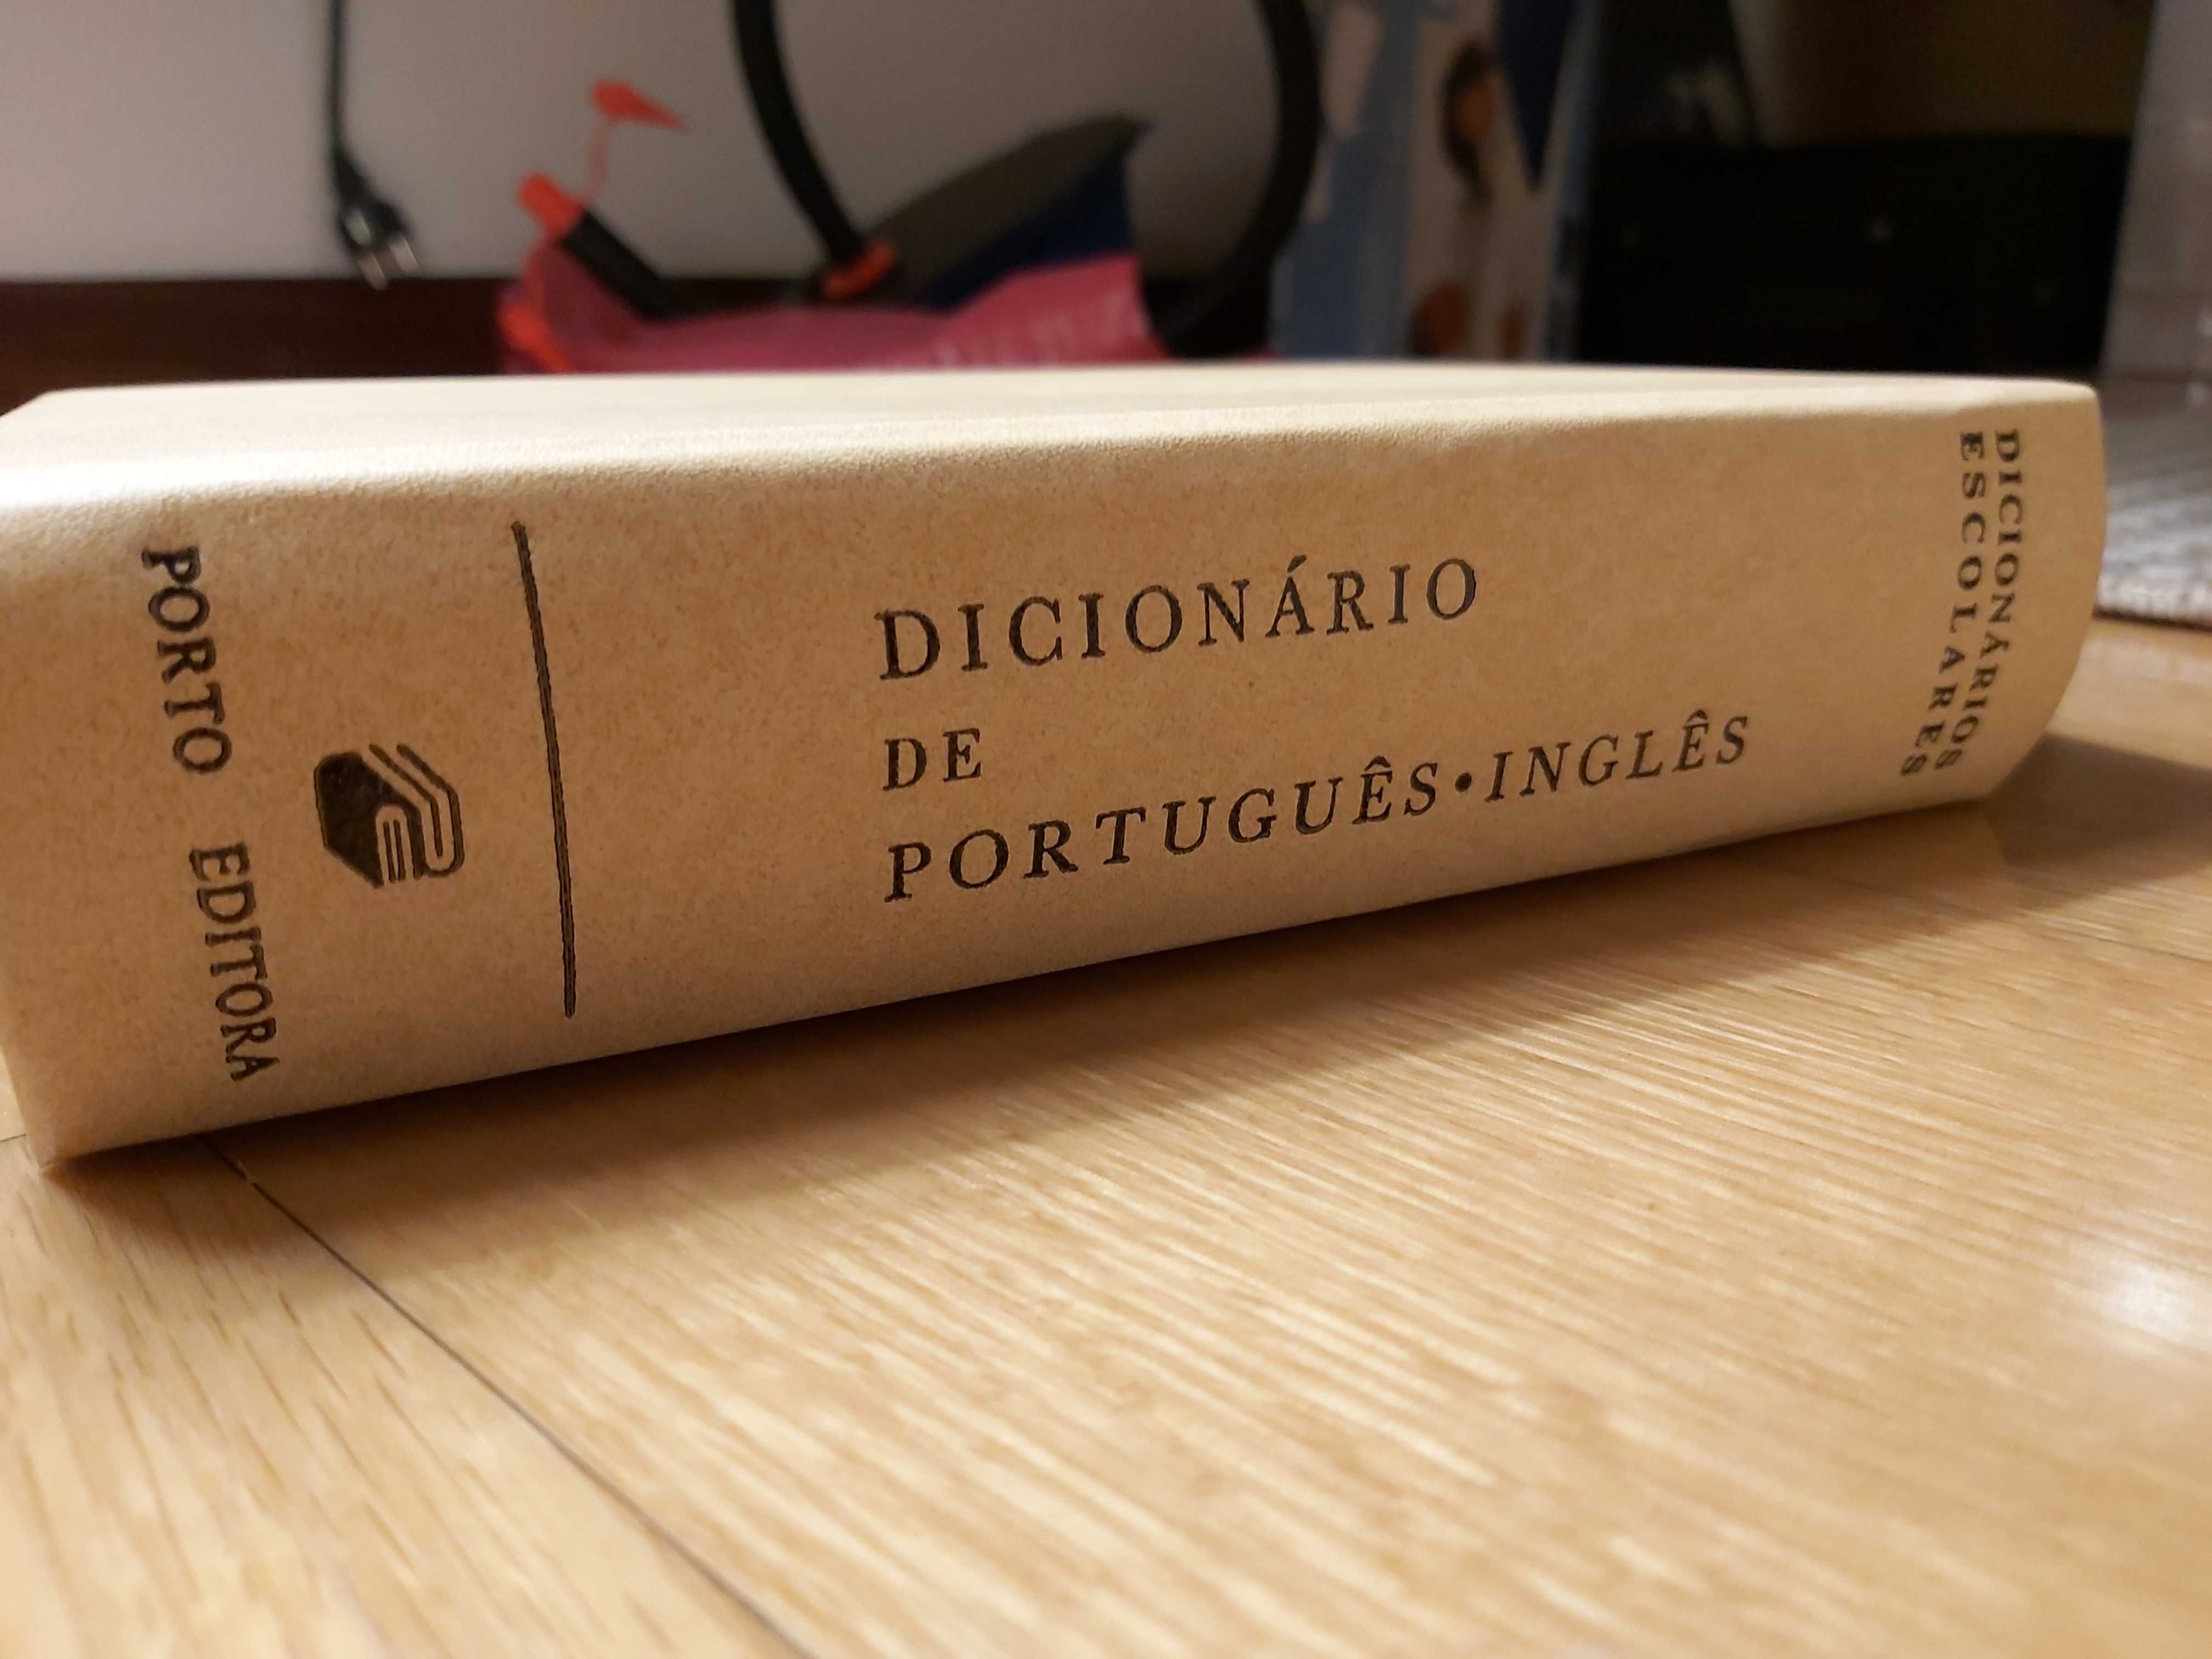 DICIONÁRIOS
ESCOLARES
DICIONÁRIO
DE
PORTUGUÊS•INGLÊS
PORTO EDITORA